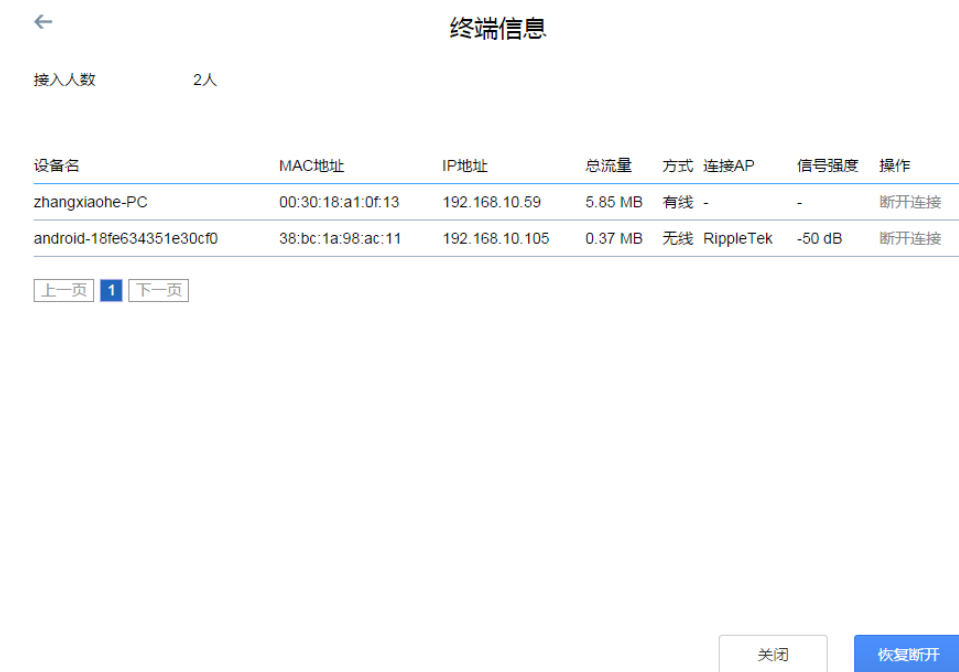 终端信息
接入人数 2人
设备名 MAC地址 IP地址 总流量 方式 连接AP 信号强度 操作
zhangxiaohe-PC 00:30:18:a1:0f:13 192.168.10.59 5.85 MB 有线 - - 断开连接
android-18fe634351e30cf0 38:bc:1a:98:ac:11 192.168.10.105 0.37 MB 无线 RippleTek -50 dB 断开连接
上一页 1 下一页
关闭 恢复断开